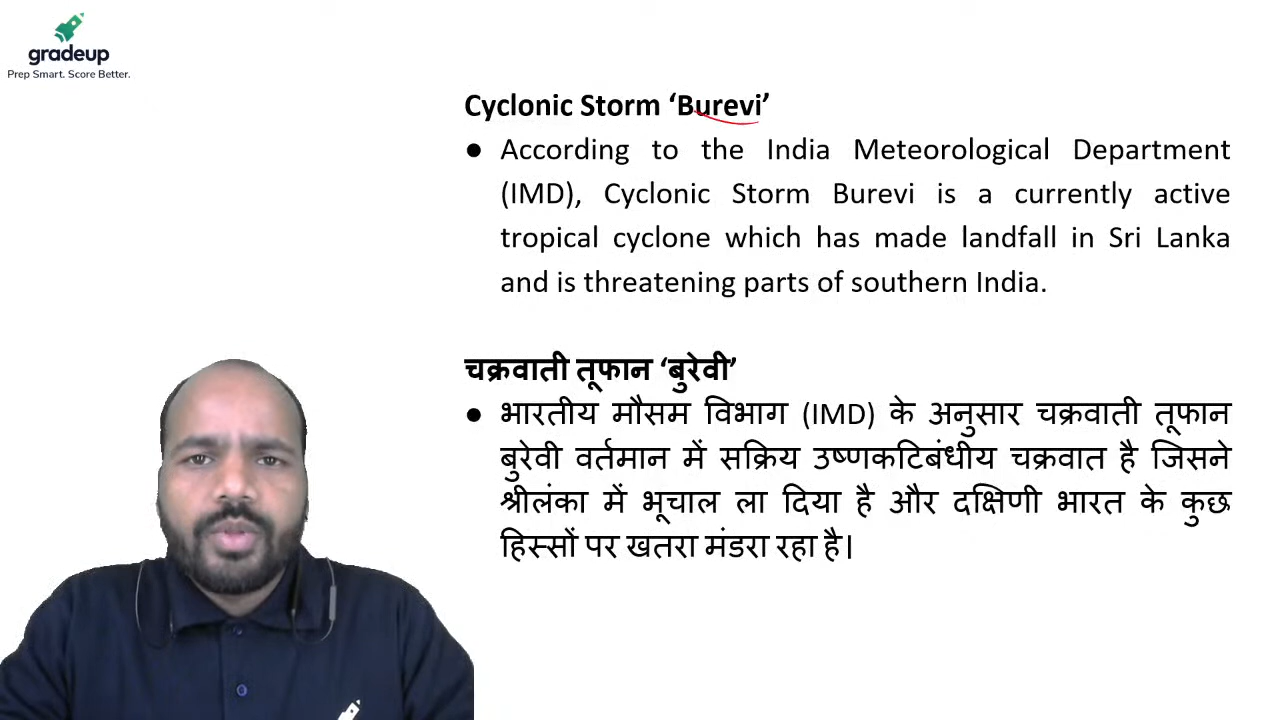 gradeup
Prep Smart. Score Better.
Cyclonic Storm ‘Burevi’
● According to the India Meteorological Department
(IMD), Cyclonic Storm Burevi is a currently active
tropical cyclone which has made landfall in Sri Lanka
and is threatening parts of southern India.
चक्रवाती तूफान ‘बुरेवी’
● भारतीय मौसम विभाग (IMD) के अनुसार चक्रवाती तूफान
बुरेवी वर्तमान में सक्रिय उष्णकटिबंधीय चक्रवात है जिसने
श्रीलंका में भूचाल ला दिया है और दक्षिणी भारत के कुछ
हिस्सों पर खतरा मंडरा रहा है।